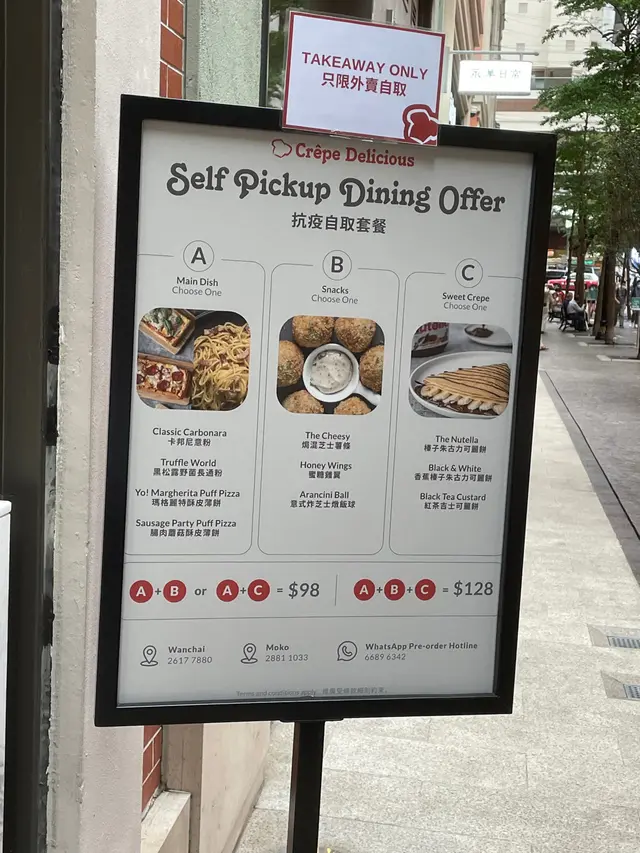 TAKEAWAY ONLY
只限外賣自取
Crêpe Delicious
Self Pickup Dining Offer
抗疫自取套餐
A
Main Dish
Choose One
Classic Carbonara
卡邦尼意粉
Truffle World
黑松露野菌長通粉
Yo! Margherita Puff Pizza
瑪格麗特酥皮薄餅
Sausage Party Puff Pizza
腸肉蘑菇酥皮薄餅
B
Snacks
Choose One
The Cheesy
焗混芝士薯條
Honey Wings
蜜糖雞翼
Arancini Ball
意式炸芝士燴飯球
C
Sweet Crepe
Choose One
The Nutella
榛子朱古力可麗餅
Black & White
香蕉榛子朱古力可麗餅
Black Tea Custard
紅茶吉士可麗餅
A + B or A + C = $98
A + B + C = $128
Wanchai
2617 7880
Moko
2881 1033
WhatsApp Pre-order Hotline
6689 6342
Terms and conditions apply.